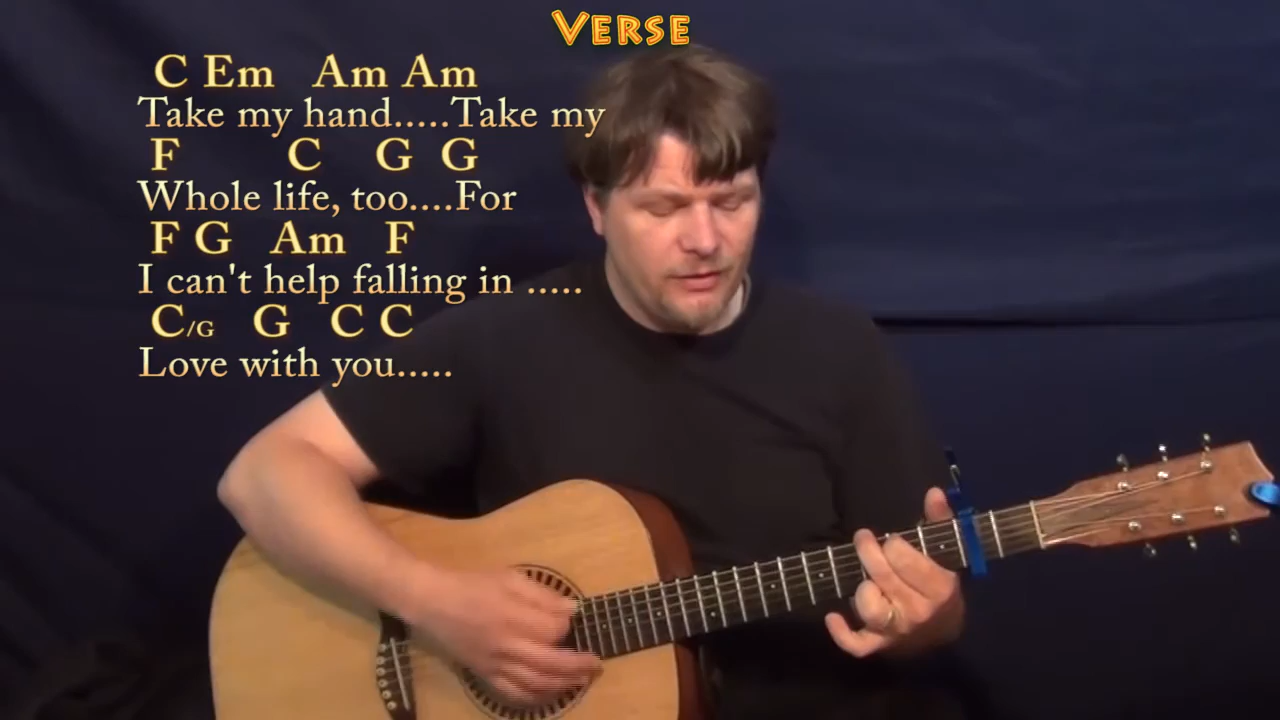 VERSE
C Em Am Am
Take my hand.....Take my
F C G G
Whole life, too....For
F G Am F
I can't help falling in .....
C/G G C C
Love with you.....